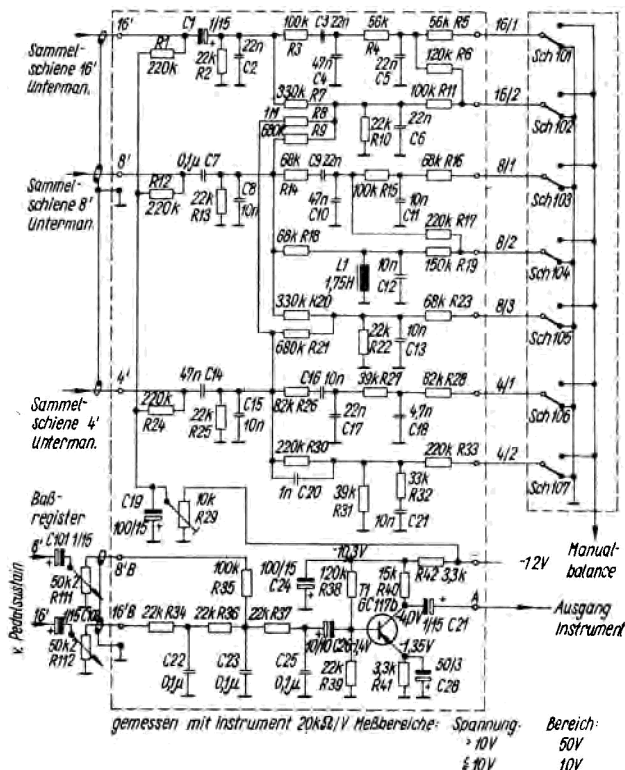 16' C1 1/15 100k C3 22n 56k 56k R5 16/1
Sammel-
schiene 16'
Unterman.
R1
220k
22k
R2
22n
C2
R3
47n
C4
R4
22n
C5
120k R6
Sch 101
330k R7
100k R11 16/2
1M R8
680k R9
22k
R10
22n
C6
Sch 102
8' 0,1µ C7 68k C9 22n 68k R16 8/1
Sammel-
schiene 8'
Unterman.
R12
220k
22k
R13
C8
10n
R14
47n
C10
100k R15
10n
C11
Sch 103
220k R17
68k R18 8/2
L1
1,75H
10n
C12
150k R19
Sch 104
330k R20 68k R23 8/3
680k
R21
22k
R22
10n
C13
Sch 105
4' 47n C14 C16 10n 39k R27 82k R28 4/1
Sammel-
schiene 4'
Unterman.
220k
R24
22k
R25
C15
10n
82k R26
22n
C17
4,7n
C18
Sch 106
220k R30 220k R33 4/2
1n C20
39k
R31
33k
R32
10n C21
Sch 107
C19
100/15
10k
R29
Baß-
register
8' C101 1/15
50k2
R111
8'B
100k
R35
100/15
C24
-10,3V
120k
R38
T1
GC117b
15k
R40
R42 3,3k
-12V
Manual-
balance
v. Pedalsustain
16' 1/15
50k2
R112
16'B 22k R34 22k R36 22k R37
10/10 C26 -1,4V
-4,0V
1/15 C21
A
Ausgang
Instrument
-1,35V
C22
0,1µ
C23
0,1µ
C25
0,1µ
22k
R39
3,3k
R41
50/3
C28
gemessen mit Instrument 20kΩ/V Meßbereiche: Spannung: Bereich:
> 10V 50V
≦ 10V 10V